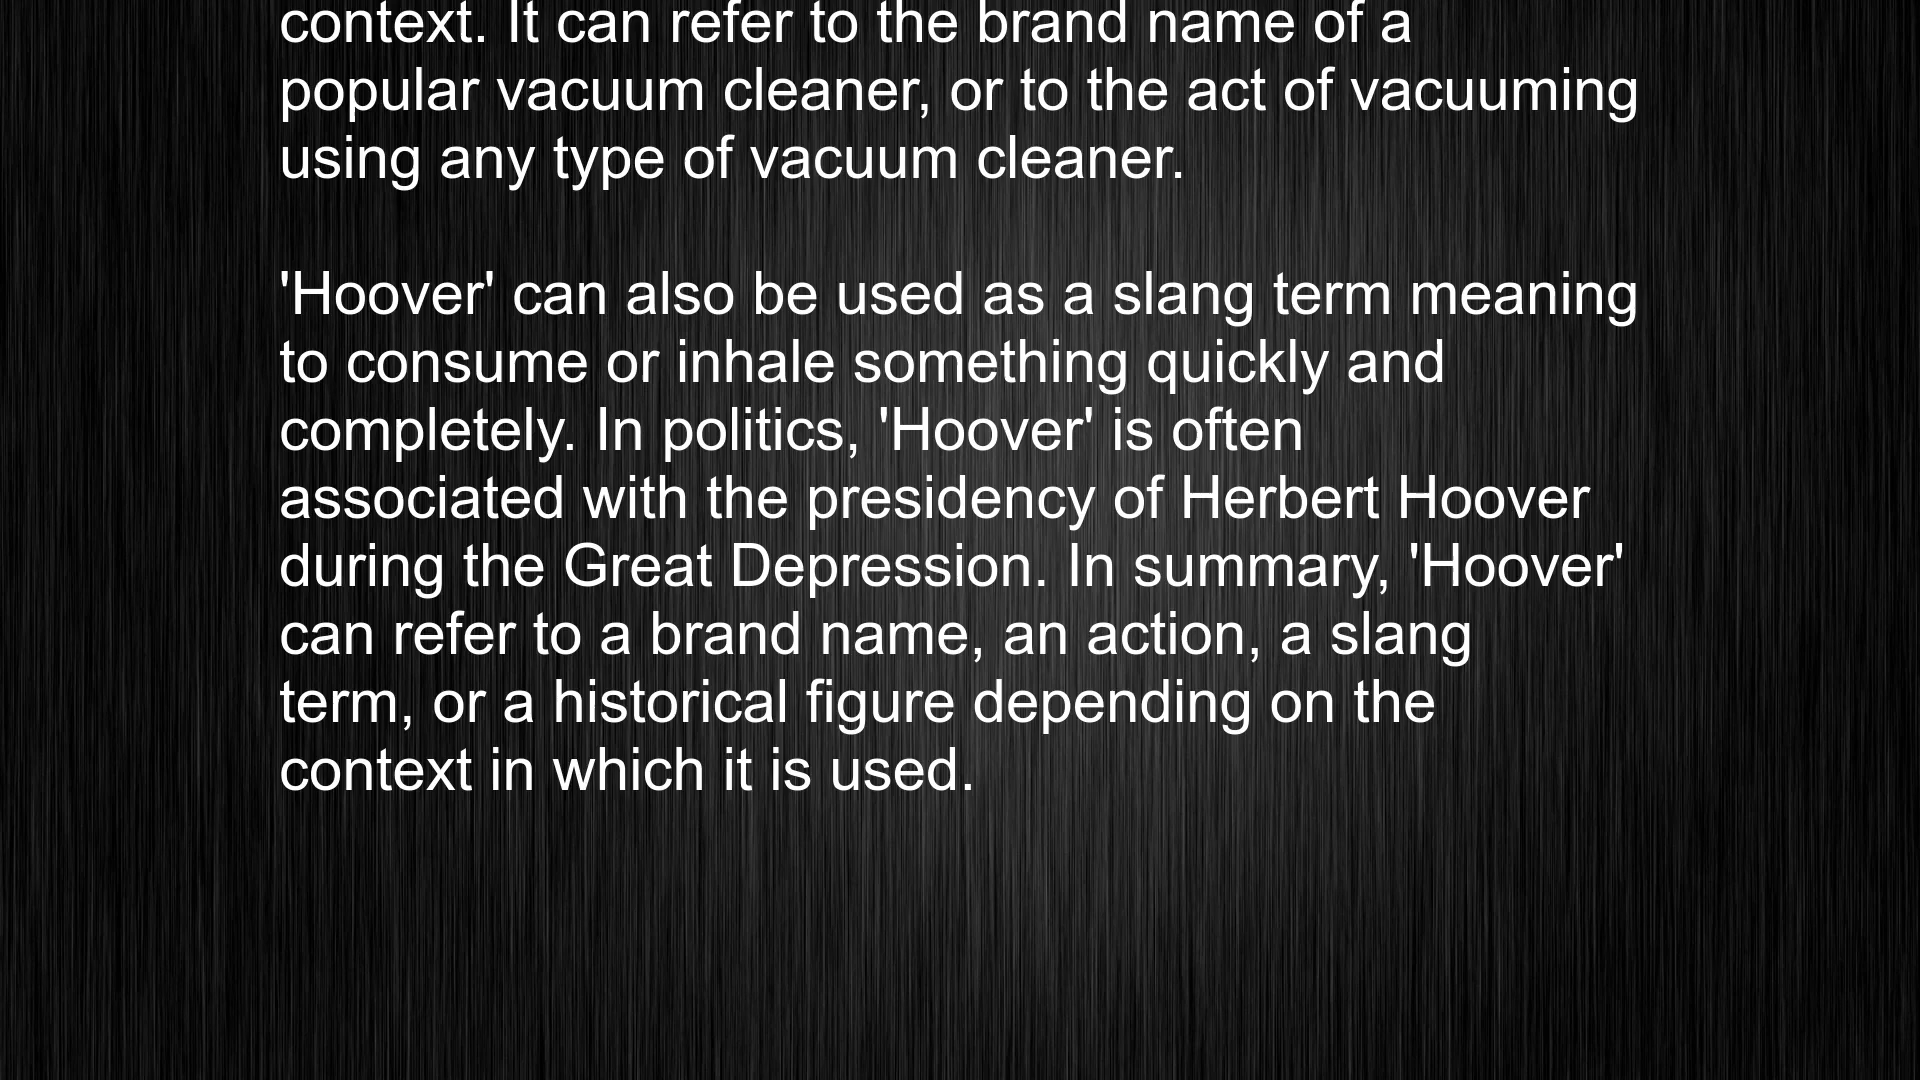 context. It can refer to the brand name of a
popular vacuum cleaner, or to the act of vacuuming
using any type of vacuum cleaner.
'Hoover' can also be used as a slang term meaning
to consume or inhale something quickly and
completely. In politics, 'Hoover' is often
associated with the presidency of Herbert Hoover
during the Great Depression. In summary, 'Hoover'
can refer to a brand name, an action, a slang
term, or a historical figure depending on the
context in which it is used.